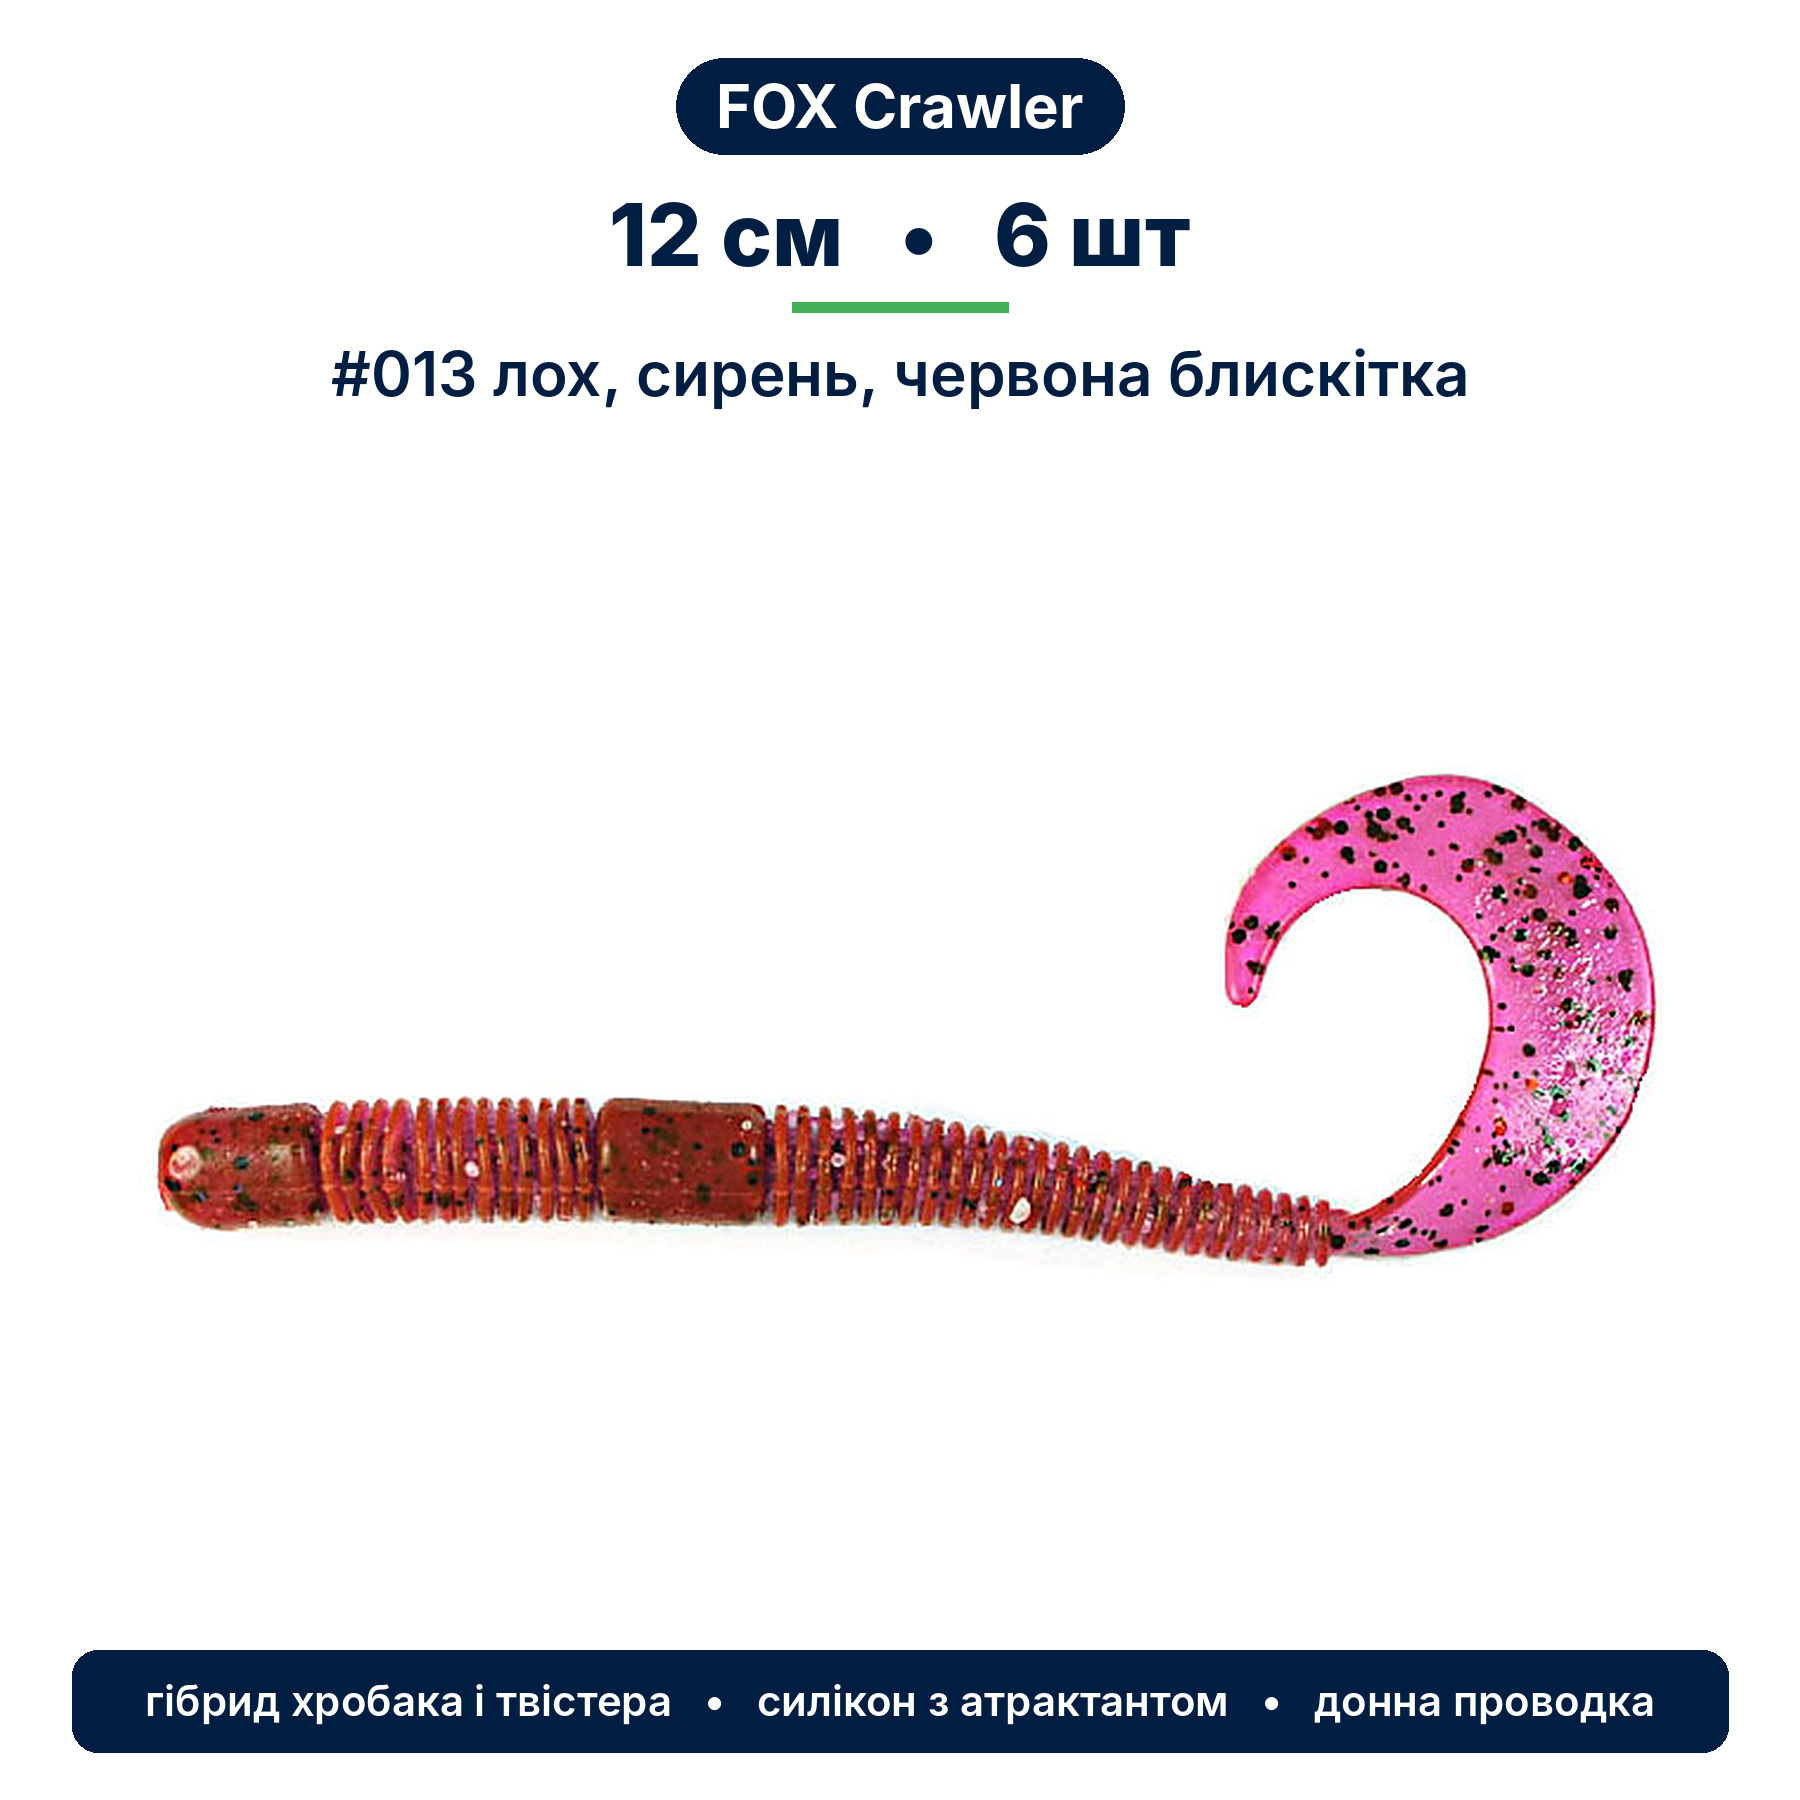 FOX Crawler
12 см • 6 шт
#013 лох, сирень, червона блискітка
гібрид хробака і твістера • силікон з атрактантом • донна проводка